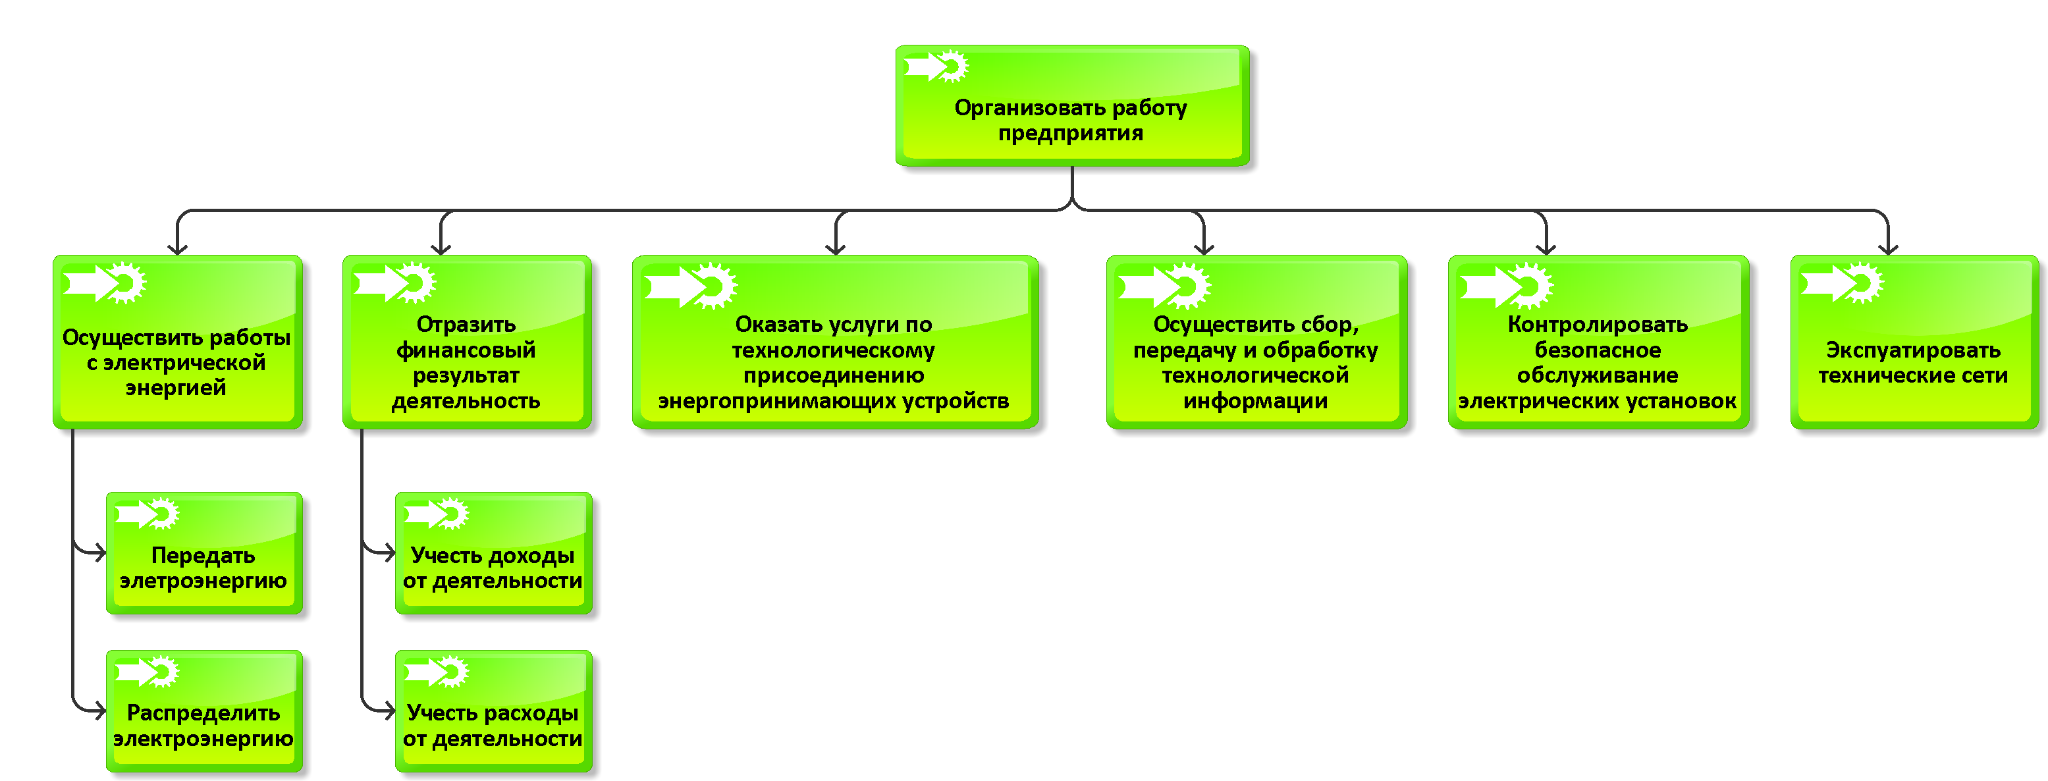 Организовать работу
предприятия
Осуществить работы
с электрической
энергией
Отразить
финансовый
результат
деятельность
Оказать услуги по
технологическому
присоединению
энергопринимающих устройств
Осуществить сбор,
передачу и обработку
технологической
информации
Контролировать
безопасное
обслуживание
электрических установок
Экспуатировать
технические сети
Передать
элетроэнергию
Учесть доходы
от деятельности
Распределить
электроэнергию
Учесть расходы
от деятельности